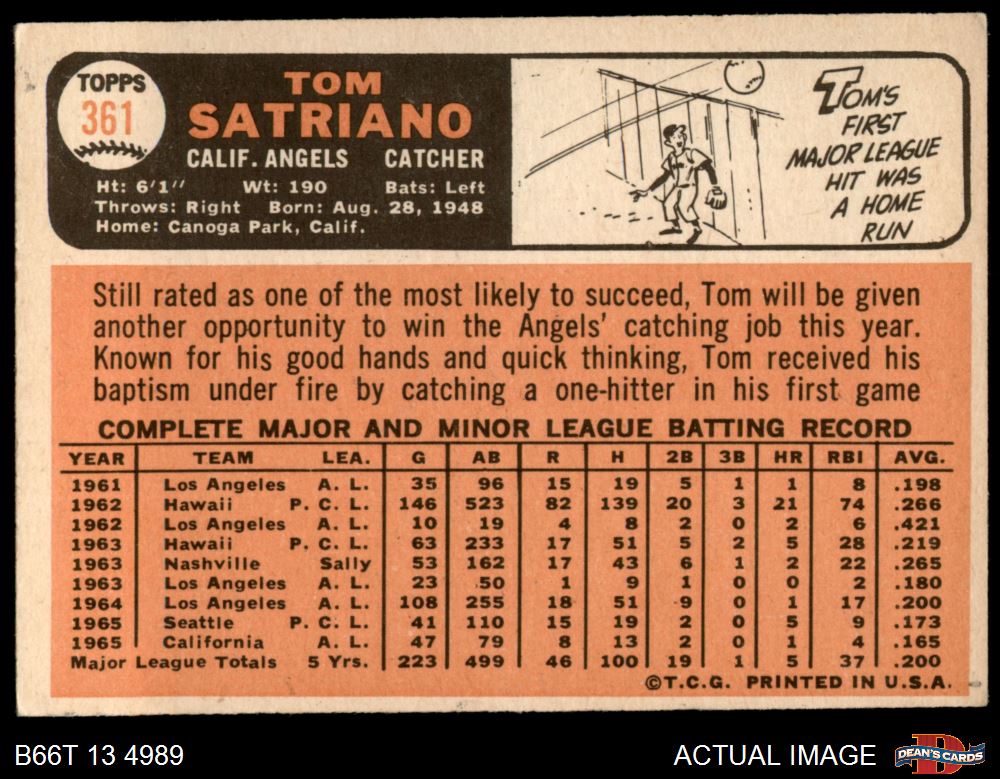 TOPPS
361
TOM
SATRIANO
CALIF. ANGELS CATCHER
Ht: 6'1" Wt: 190 Bats: Left
Throws: Right Born: Aug. 28, 1948
Home: Canoga Park, Calif.
TOM'S
FIRST
MAJOR LEAGUE
HIT WAS
A HOME
RUN
Still rated as one of the most likely to succeed, Tom will be given
another opportunity to win the Angels' catching job this year.
Known for his good hands and quick thinking, Tom received his
baptism under fire by catching a one-hitter in his first game
COMPLETE MAJOR AND MINOR LEAGUE BATTING RECORD
YEAR TEAM LEA. G AB R H 2B 3B HR RBI AVG.
1961 Los Angeles A. L. 35 96 15 19 5 1 1 8 .198
1962 Hawaii P. C. L. 146 523 82 139 20 3 21 74 .266
1962 Los Angeles A. L. 10 19 4 8 2 0 2 6 .421
1963 Hawaii P. C. L. 63 233 17 51 5 2 5 28 .219
1963 Nashville Sally 53 162 17 43 6 1 2 22 .265
1963 Los Angeles A. L. 23 50 1 9 1 0 0 2 .180
1964 Los Angeles A. L. 108 255 18 51 9 0 1 17 .200
1965 Seattle P. C. L. 41 110 15 19 2 0 5 9 .173
1965 California A. L. 47 79 8 13 2 0 1 4 .165
Major League Totals 5 Yrs. 223 499 46 100 19 1 5 37 .200
©T.C.G. PRINTED IN U.S.A.
B66T 13 4989
ACTUAL IMAGE
D
DEAN'S CARDS